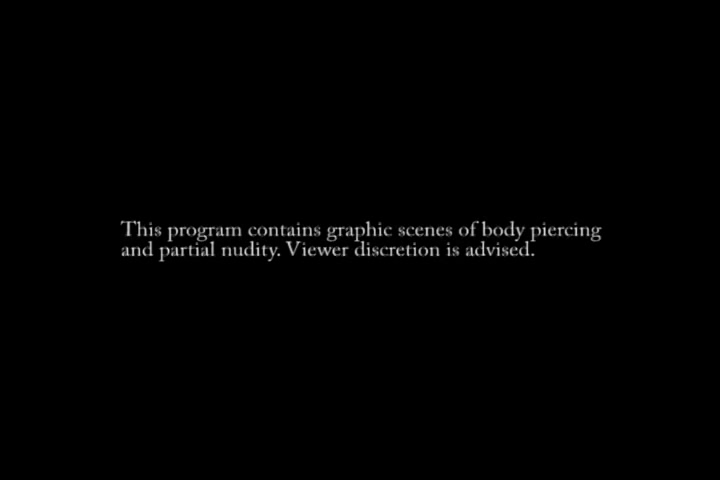 This program contains graphic scenes of body piercing
and partial nudity. Viewer discretion is advised.